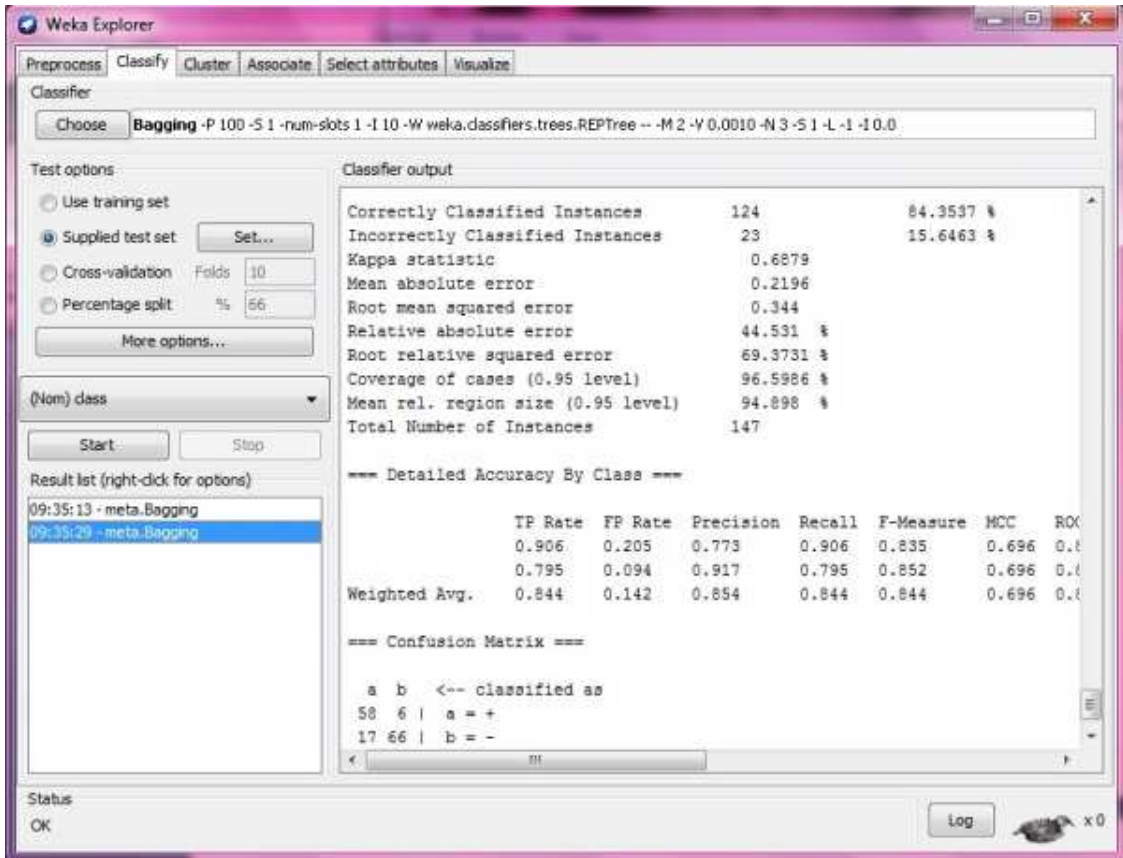 Weka Explorer
Preprocess Classify Cluster Associate Select attributes Visualize
Classifier
Choose Bagging -P 100 -S 1 -num-slots 1 -I 10 -W weka.classifiers.trees.REPTree -- -M 2 -V 0.0010 -N 3 -S 1 -L -1 -I 0.0
Test options
Use training set
Supplied test set Set...
Cross-validation Folds 10
Percentage split % 66
More options...
(Nom) class
Start Stop
Result list (right-click for options)
09:35:13 - meta.Bagging
09:35:29 - meta.Bagging
Classifier output
Correctly Classified Instances 124 84.3537 %
Incorrectly Classified Instances 23 15.6463 %
Kappa statistic 0.6879
Mean absolute error 0.2196
Root mean squared error 0.344
Relative absolute error 44.531 %
Root relative squared error 69.3731 %
Coverage of cases (0.95 level) 96.5986 %
Mean rel. region size (0.95 level) 94.898 %
Total Number of Instances 147
=== Detailed Accuracy By Class ===
TP Rate FP Rate Precision Recall F-Measure MCC
0.906 0.205 0.773 0.906 0.835 0.696
0.795 0.094 0.917 0.795 0.852 0.696
Weighted Avg. 0.844 0.142 0.854 0.844 0.844 0.696
=== Confusion Matrix ===
a b <-- classified as
58 6 | a = +
17 66 | b = -
Status
OK
Log
x 0